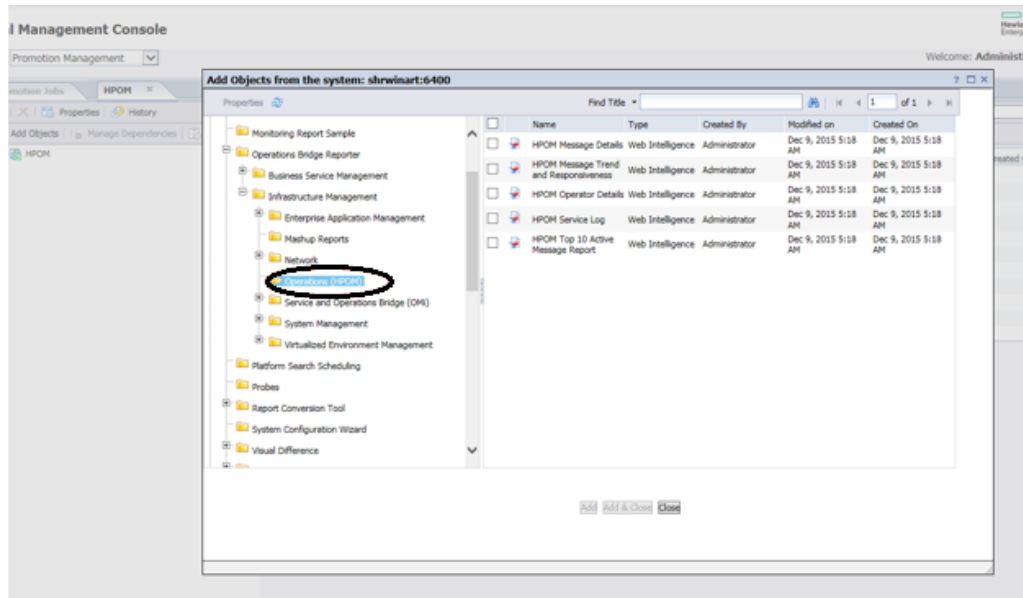 l Management Console
Hewle
Enterp
Promotion Management
Welcome: Administ
Add Objects from the system: shrwinart:6400
?
omotion Jobs
HPOM ×
Properties
Find Title
1 of 1
Properties
History
Add Objects
Manage Dependencies
HPOM
reated
Monitoring Report Sample
Operations Bridge Reporter
Business Service Management
Infrastructure Management
Enterprise Application Management
Mashup Reports
Network
Operations (HPOM)
Service and Operations Bridge (OMi)
System Management
Virtualized Environment Management
Platform Search Scheduling
Probes
Report Conversion Tool
System Configuration Wizard
Visual Difference
Name Type Created By Modified on Created On
HPOM Message Details Web Intelligence Administrator Dec 9, 2015 5:18 AM Dec 9, 2015 5:18 AM
HPOM Message Trend and Responsiveness Web Intelligence Administrator Dec 9, 2015 5:18 AM Dec 9, 2015 5:18 AM
HPOM Operator Details Web Intelligence Administrator Dec 9, 2015 5:18 AM Dec 9, 2015 5:18 AM
HPOM Service Log Web Intelligence Administrator Dec 9, 2015 5:18 AM Dec 9, 2015 5:18 AM
HPOM Top 10 Active Message Report Web Intelligence Administrator Dec 9, 2015 5:18 AM Dec 9, 2015 5:18 AM
Add Add & Close Close